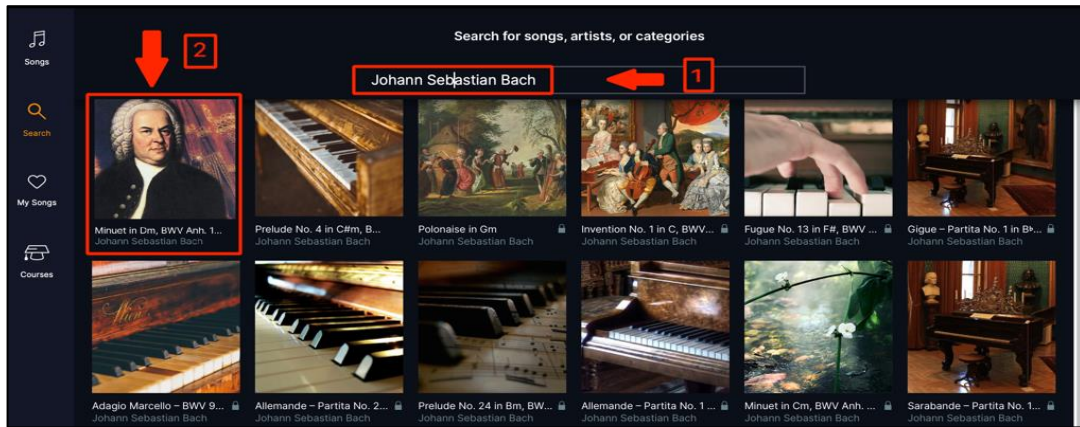 Search for songs, artists, or categories
2
Johann Sebastian Bach
1
Songs
Search
My Songs
Courses
Minuet in Dm, BWV Anh. 1...
Johann Sebastian Bach
Prelude No. 4 in C#m, B...
Johann Sebastian Bach
Polonaise in Gm
Johann Sebastian Bach
Invention No. 1 in C, BWV...
Johann Sebastian Bach
Fugue No. 13 in F#, BWV ...
Johann Sebastian Bach
Gigue – Partita No. 1 in B♭...
Johann Sebastian Bach
Adagio Marcello – BWV 9...
Johann Sebastian Bach
Allemande – Partita No. 2...
Johann Sebastian Bach
Prelude No. 24 in Bm, BW...
Johann Sebastian Bach
Allemande – Partita No. 1 ...
Johann Sebastian Bach
Minuet in Cm, BWV Anh. ...
Johann Sebastian Bach
Sarabande – Partita No. 1...
Johann Sebastian Bach